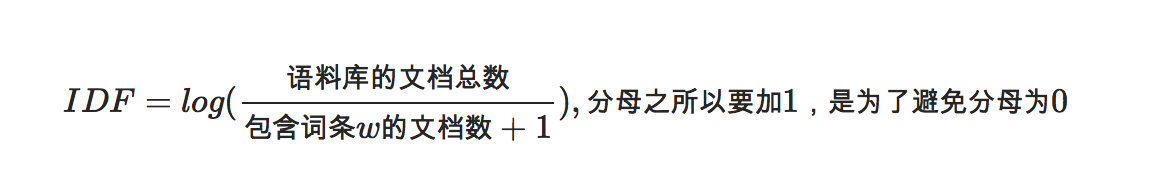 IDF = log(语料库的文档总数 / 包含词条w的文档数 + 1), 分母之所以要加1，是为了避免分母为0